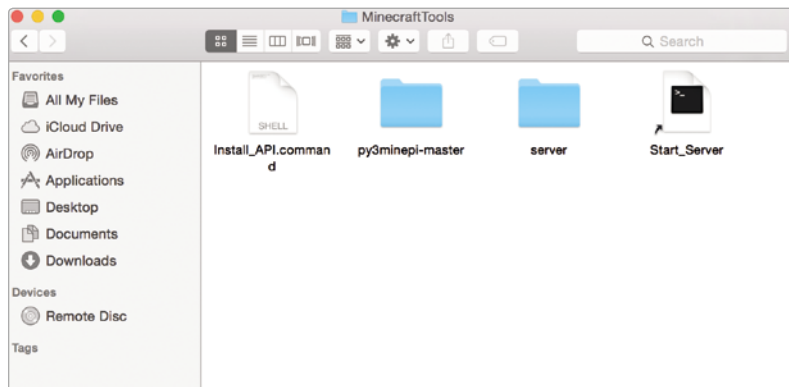 MinecraftTools
Search
Favorites
All My Files
iCloud Drive
AirDrop
Applications
Desktop
Documents
Downloads
Devices
Remote Disc
Tags
SHELL
>_
Install_API.comman
d
py3minepi-master
server
Start_Server